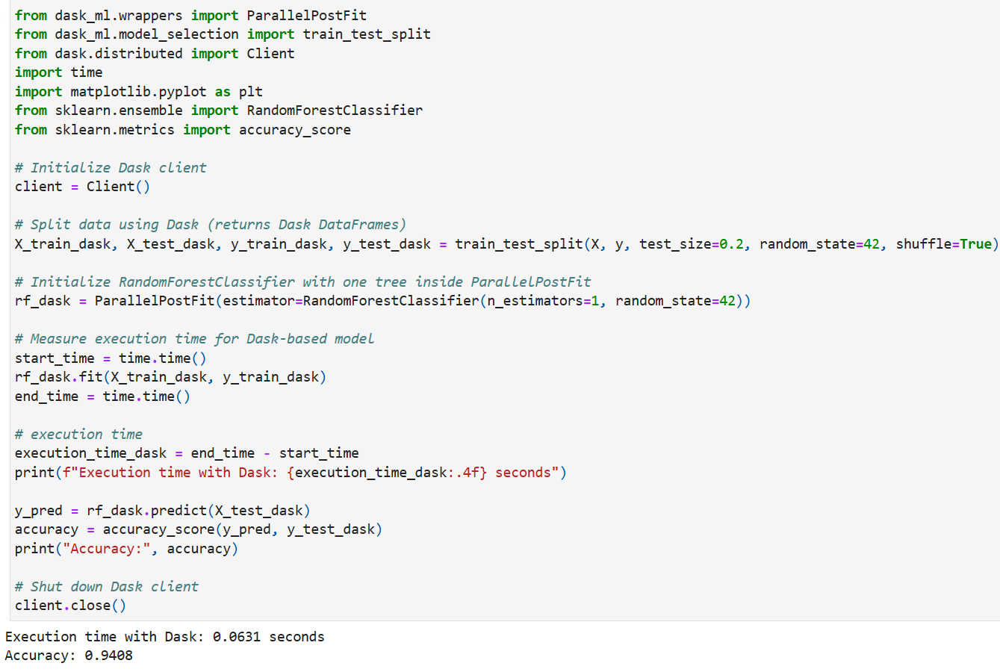 from dask_ml.wrappers import ParallelPostFit
from dask_ml.model_selection import train_test_split
from dask.distributed import Client
import time
import matplotlib.pyplot as plt
from sklearn.ensemble import RandomForestClassifier
from sklearn.metrics import accuracy_score
# Initialize Dask client
client = Client()
# Split data using Dask (returns Dask DataFrames)
X_train_dask, X_test_dask, y_train_dask, y_test_dask = train_test_split(X, y, test_size=0.2, random_state=42, shuffle=True)
# Initialize RandomForestClassifier with one tree inside ParallelPostFit
rf_dask = ParallelPostFit(estimator=RandomForestClassifier(n_estimators=1, random_state=42))
# Measure execution time for Dask-based model
start_time = time.time()
rf_dask.fit(X_train_dask, y_train_dask)
end_time = time.time()
# execution time
execution_time_dask = end_time - start_time
print(f"Execution time with Dask: {execution_time_dask:.4f} seconds")
y_pred = rf_dask.predict(X_test_dask)
accuracy = accuracy_score(y_pred, y_test_dask)
print("Accuracy:", accuracy)
# Shut down Dask client
client.close()
Execution time with Dask: 0.0631 seconds
Accuracy: 0.9408